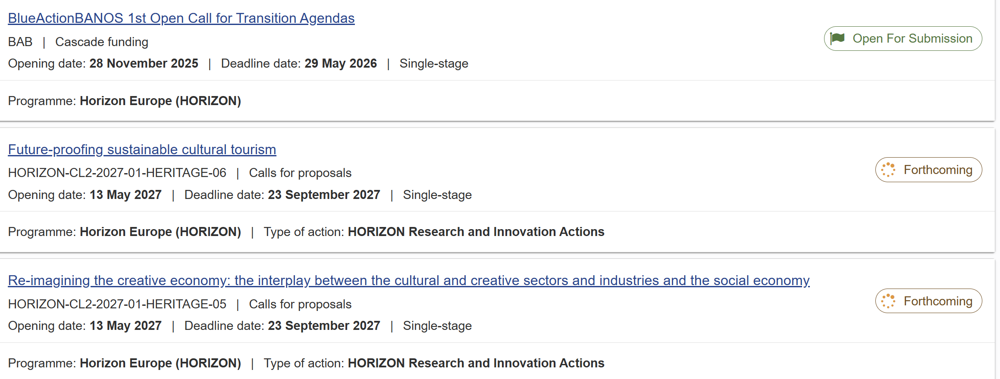 BlueActionBANOS 1st Open Call for Transition Agendas
BAB | Cascade funding
Open For Submission
Opening date: 28 November 2025 | Deadline date: 29 May 2026 | Single-stage
Programme: Horizon Europe (HORIZON)
Future-proofing sustainable cultural tourism
HORIZON-CL2-2027-01-HERITAGE-06 | Calls for proposals
Forthcoming
Opening date: 13 May 2027 | Deadline date: 23 September 2027 | Single-stage
Programme: Horizon Europe (HORIZON) | Type of action: HORIZON Research and Innovation Actions
Re-imagining the creative economy: the interplay between the cultural and creative sectors and industries and the social economy
HORIZON-CL2-2027-01-HERITAGE-05 | Calls for proposals
Forthcoming
Opening date: 13 May 2027 | Deadline date: 23 September 2027 | Single-stage
Programme: Horizon Europe (HORIZON) | Type of action: HORIZON Research and Innovation Actions